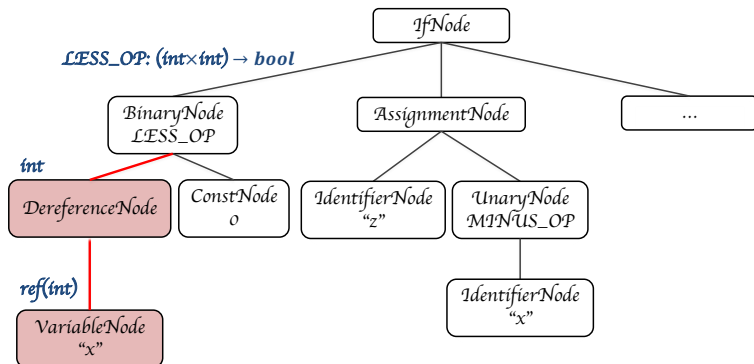 IfNode
LESS_OP: (int×int) → bool
BinaryNode
LESS_OP
AssignmentNode
...
int
DereferenceNode
ConstNode
0
IdentifierNode
“z”
UnaryNode
MINUS_OP
ref(int)
VariableNode
“x”
IdentifierNode
“x”